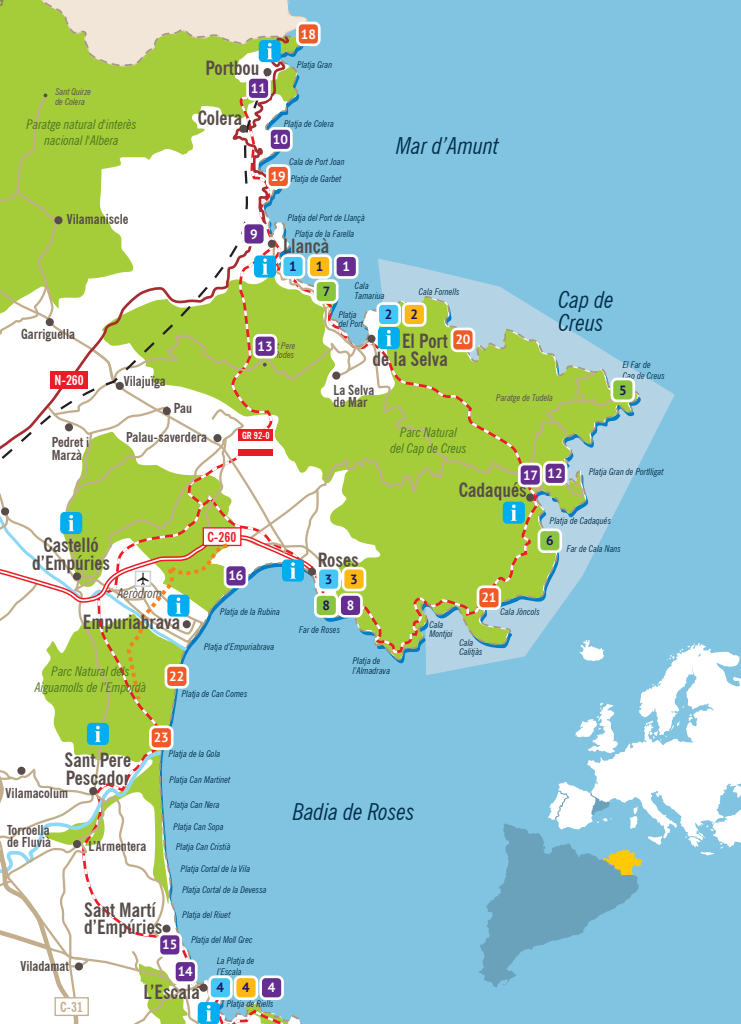 18
i
Portbou
Platja Gran
11
Sant Quirze
de Colera
Colera
Platja de Colera
Paratge natural d'interès
nacional l'Albera
10
Mar d'Amunt
Cala de Port Joan
19
Platja de Garbet
Vilamaniscle
Platja del Port de Llançà
9
Platja de la Farella
Llançà
i
1
1
1
7
Cala
Tamariua
Cala Fornells
Cap de
Creus
Platja
del Port
2
2
i
El Port
de la Selva
20
Garriguella
13
Pere
El Far de
Cap de Creus
5
N-260
Vilajuïga
La Selva
de Mar
Paratge de Tudela
Pau
Pedret i
Marzà
Palau-saverdera
GR 92-0
Parc Natural
del Cap de Creus
17
12
Platja Gran de Portlligat
Cadaqués
i
Platja de Cadaqués
i
C-260
6
Far de Cala Nans
Castelló
d'Empúries
Roses
i
16
3
3
Aeròdrom
8
8
21
i
Cala Jòncols
Platja de la Rubina
Empuriabrava
Far de Roses
Cala
Montjoi
Cala
Calitjàs
Platja d'Empuriabrava
Platja de
l'Almadrava
Parc Natural dels
Aiguamolls de l'Empordà
22
Platja de Can Comes
i
23
Platja de la Gola
Sant Pere
Pescador
Platja Can Martinet
Vilamacolum
Platja Can Nera
Badia de Roses
Torroella
de Fluvià
Platja Can Sopa
L'Armentera
Platja Can Cristià
Platja Cortal de la Vila
Platja Cortal de la Devessa
Sant Martí
d'Empúries
Platja del Riuet
15
Platja del Moll Grec
Viladamat
14
La Platja de
l'Escala
L'Escala
4
4
4
C-31
i
Platja de Riells